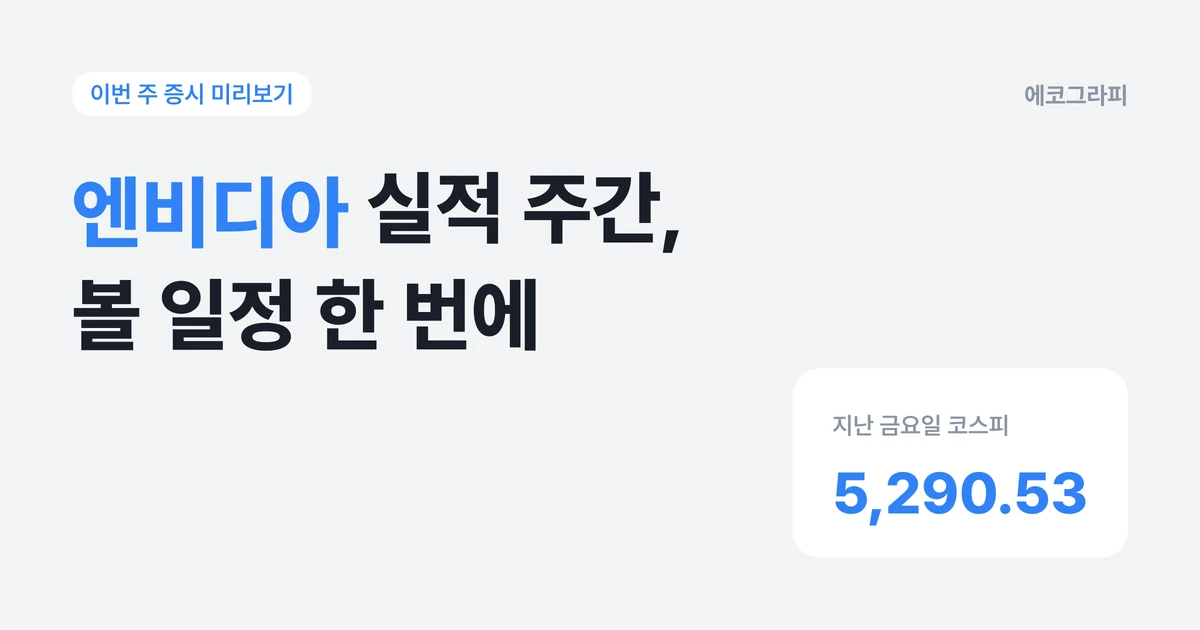 이번 주 증시 미리보기
에코그라피
엔비디아 실적 주간,
볼 일정 한 번에
지난 금요일 코스피
5,290.53